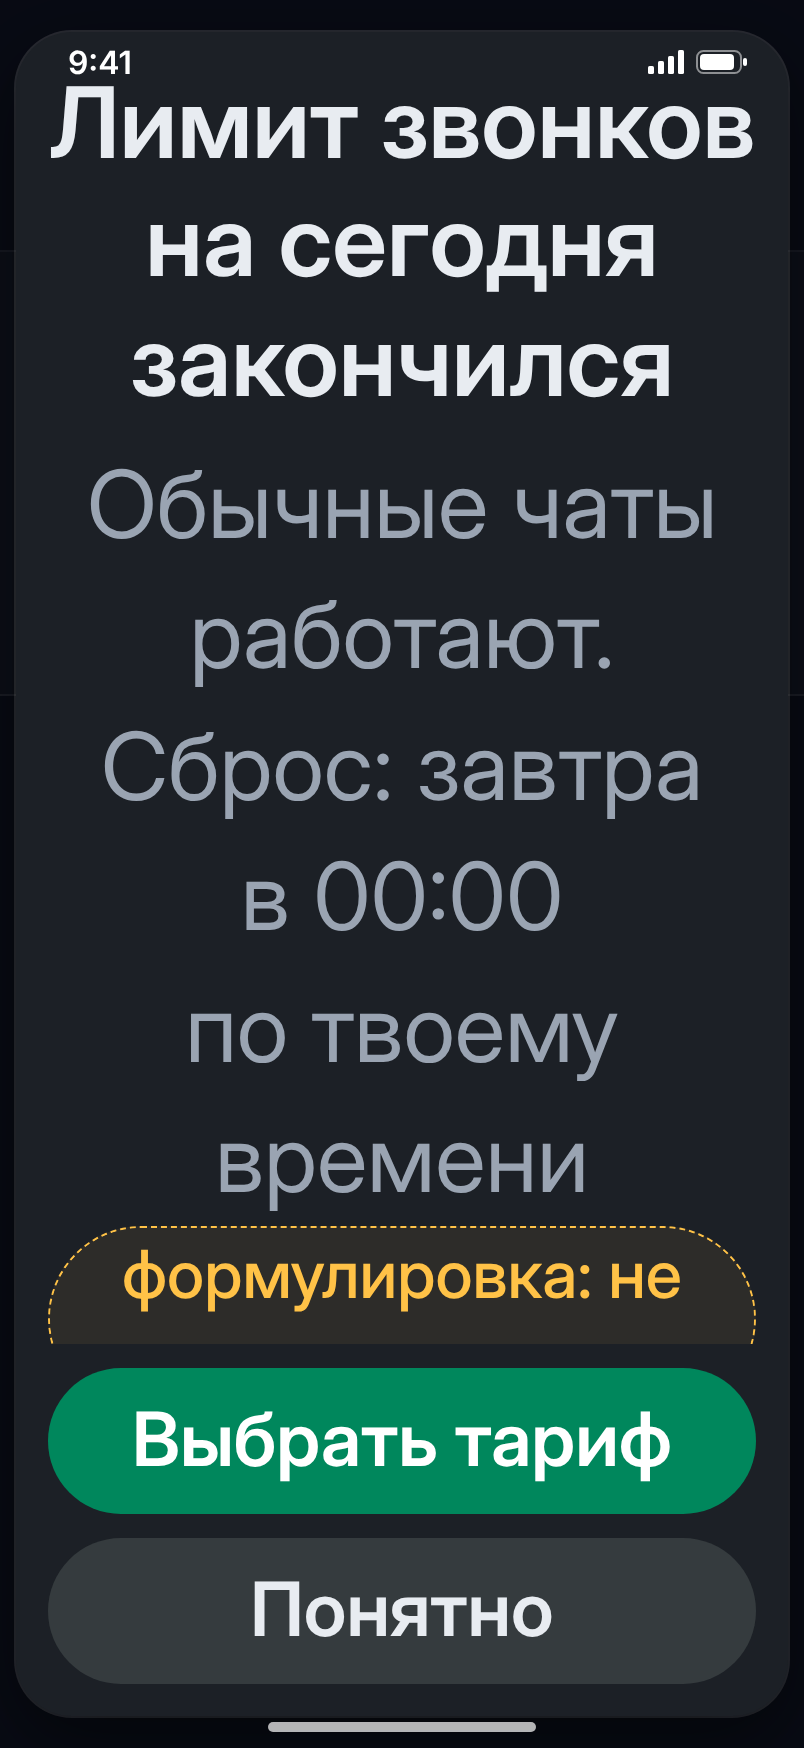 9:41
Лимит звонков
на сегодня
закончился
Обычные чаты
работают.
Сброс: завтра
в 00:00
по твоему
времени
формулировка: не
Выбрать тариф
Понятно